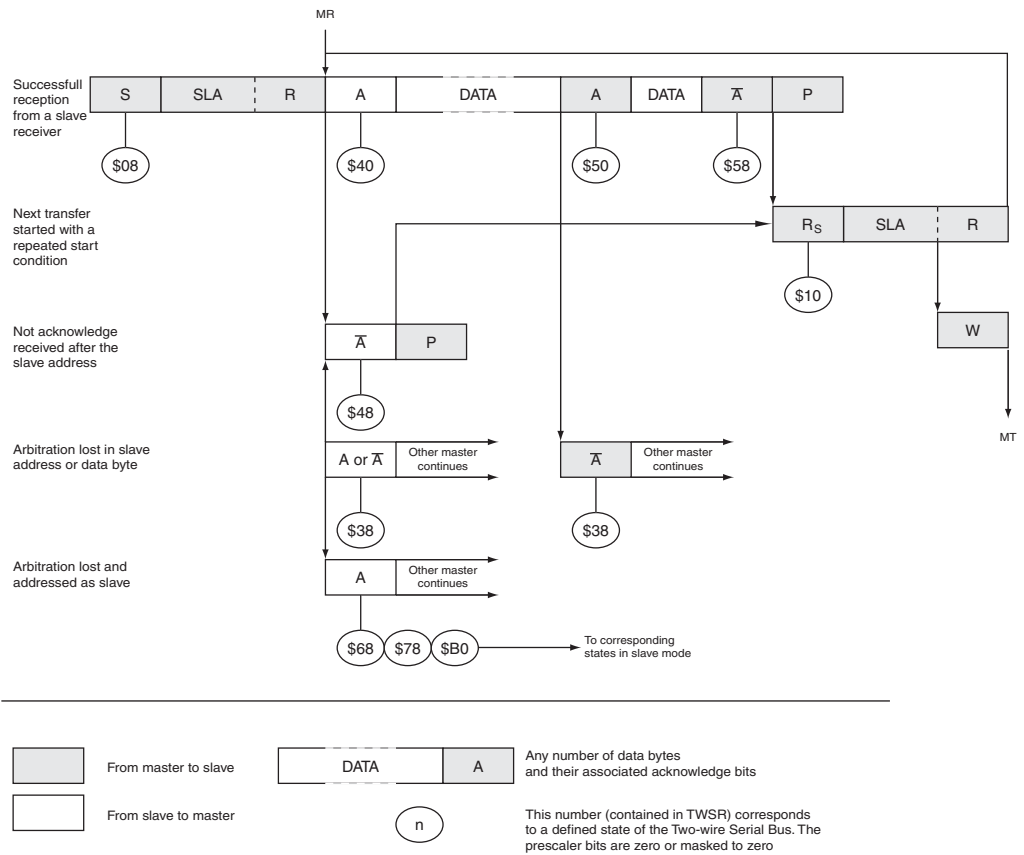 MR
Successfull
reception
from a slave
receiver
S SLA R A DATA A DATA A̅ P
$08 $40 $50 $58
Next transfer
started with a
repeated start
condition
RS SLA R
$10
Not acknowledge
received after the
slave address
A̅ P
W
$48
MT
Arbitration lost in slave
address or data byte
A or A̅ Other master
continues
A̅ Other master
continues
$38 $38
Arbitration lost and
addressed as slave
A Other master
continues
$68 $78 $B0
To corresponding
states in slave mode
From master to slave
DATA A
Any number of data bytes
and their associated acknowledge bits
From slave to master
n
This number (contained in TWSR) corresponds
to a defined state of the Two-wire Serial Bus. The
prescaler bits are zero or masked to zero